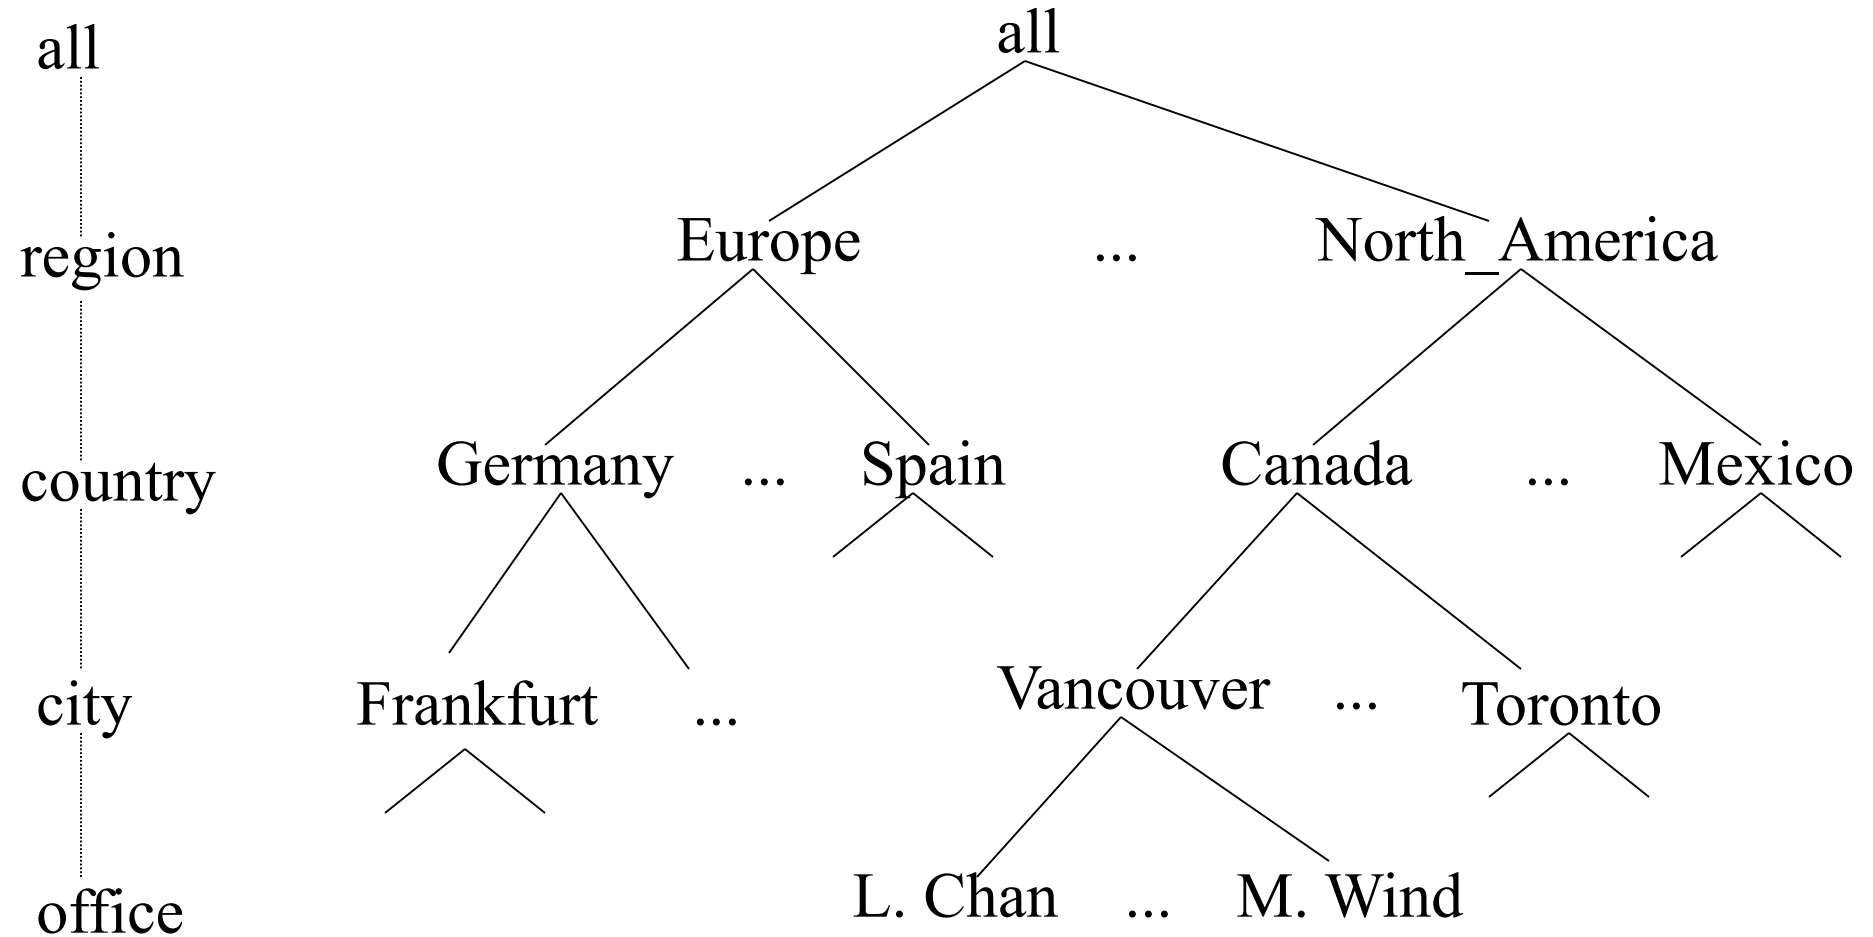 all all
region Europe ... North_America
country Germany ... Spain Canada ... Mexico
city Frankfurt ... Vancouver ... Toronto
office L. Chan ... M. Wind